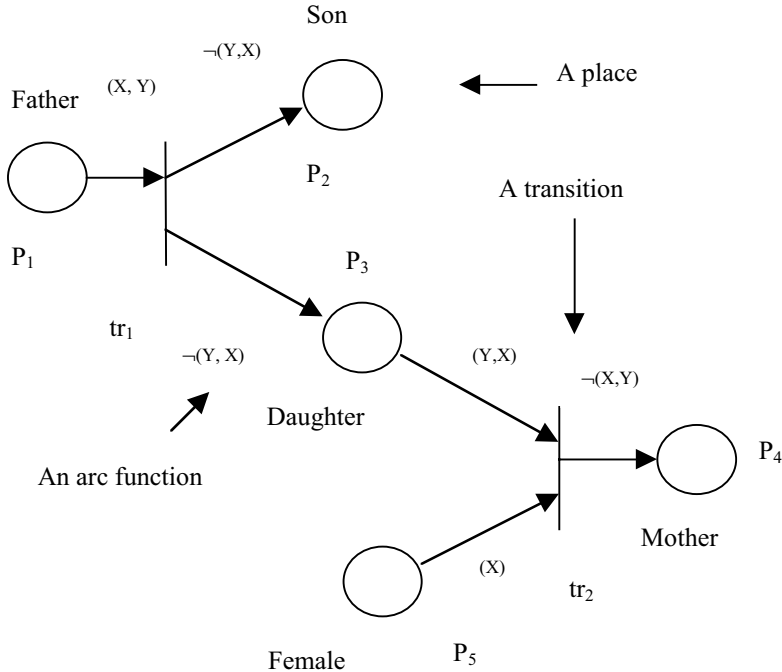 Son
¬(Y,X)
A place
(X, Y)
Father
P₂
A transition
P₁
P₃
tr₁
¬(Y, X)
(Y,X)
¬(X,Y)
Daughter
An arc function
P₄
Mother
(X)
tr₂
P₅
Female